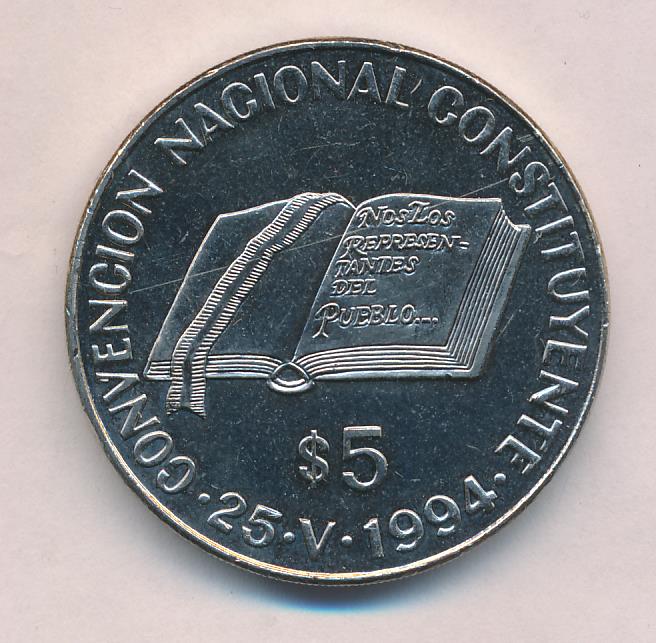 CONVENCION NACIONAL CONSTITUYENTE
NOS LOS
REPRESEN-
TANTES
DEL
PUEBLO...
$5
·25·V·1994·